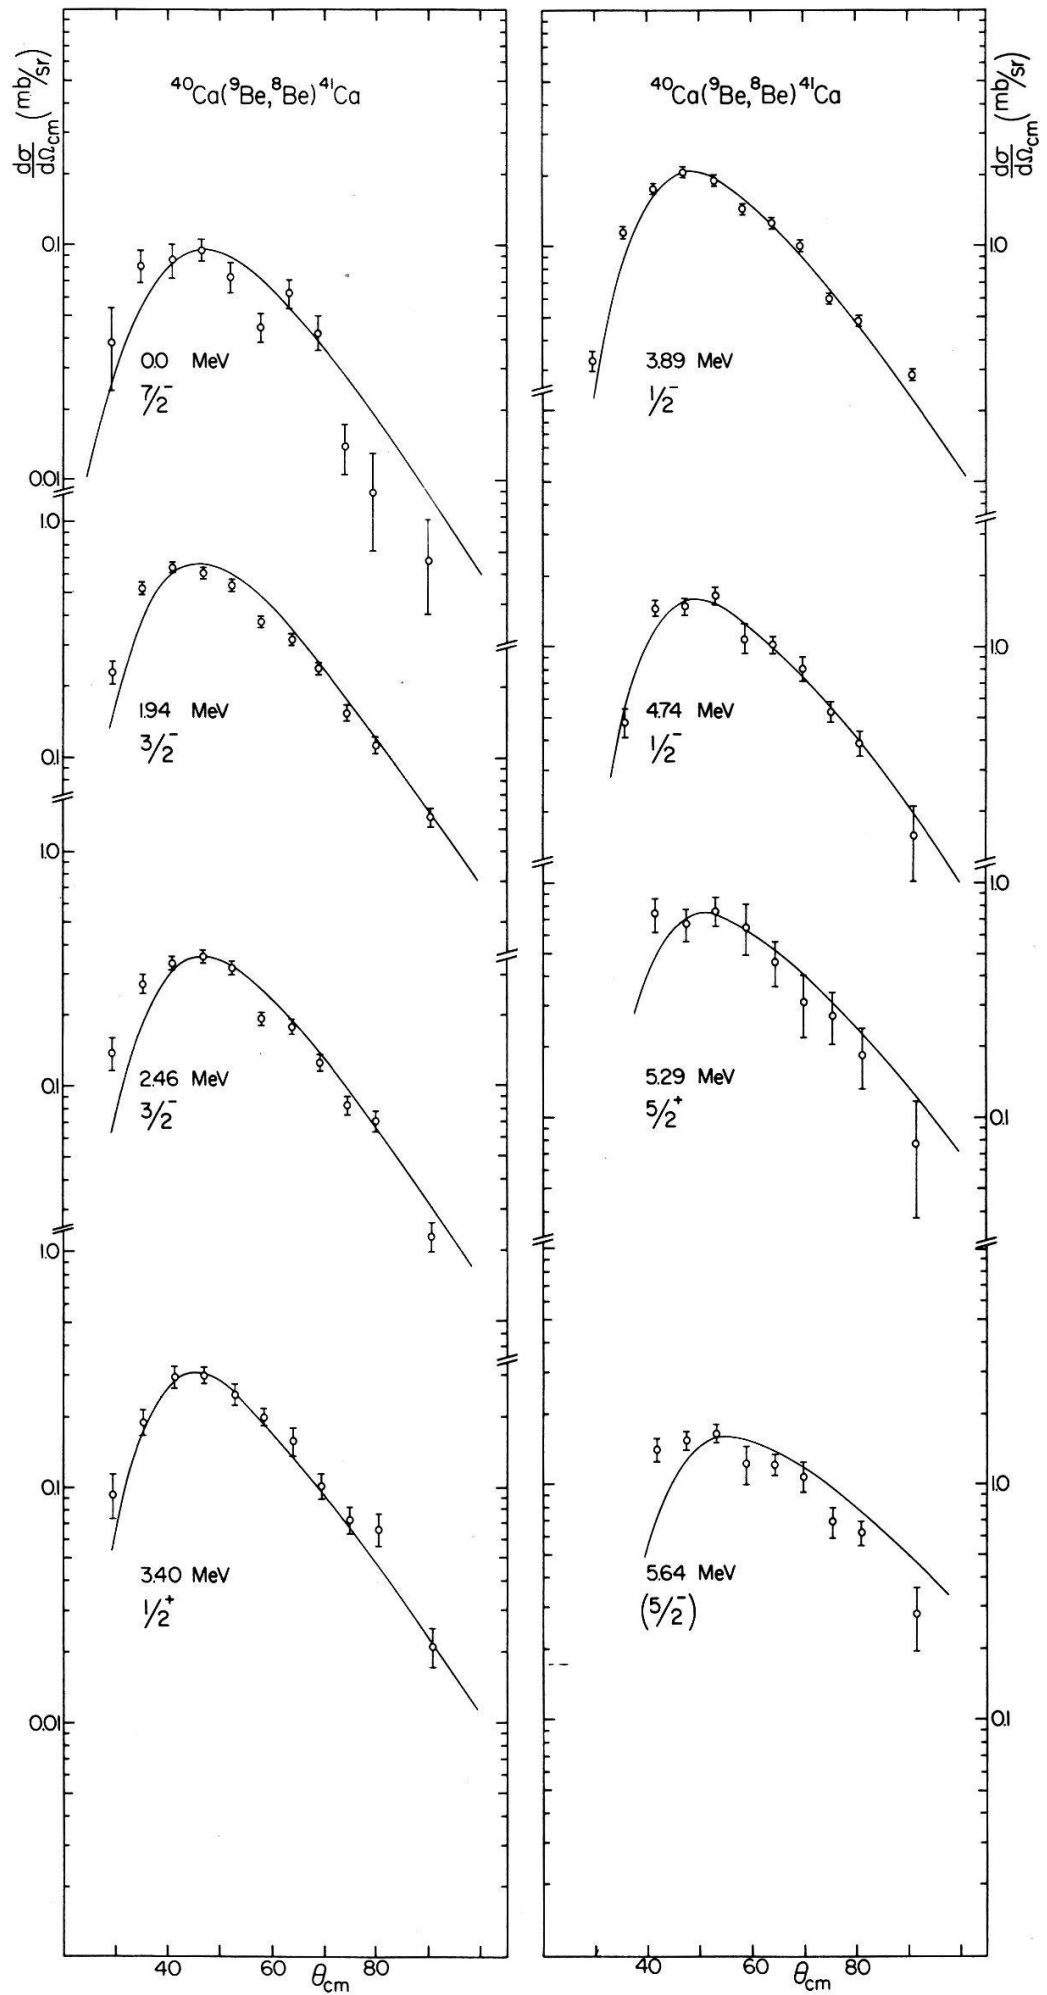 dσ/dΩcm (mb/sr)
⁴⁰Ca(⁹Be,⁸Be)⁴¹Ca
0.1
0.0 MeV
7/2⁻
0.01
1.0
1.94 MeV
3/2⁻
0.1
1.0
2.46 MeV
3/2⁻
0.1
1.0
0.1
3.40 MeV
1/2⁺
0.01
40 60 80
θcm
⁴⁰Ca(⁹Be,⁸Be)⁴¹Ca
dσ/dΩcm (mb/sr)
1.0
3.89 MeV
1/2⁻
1.0
4.74 MeV
1/2⁻
1.0
5.29 MeV
5/2⁺
0.1
1.0
5.64 MeV
(5/2⁻)
0.1
40 60 80
θcm